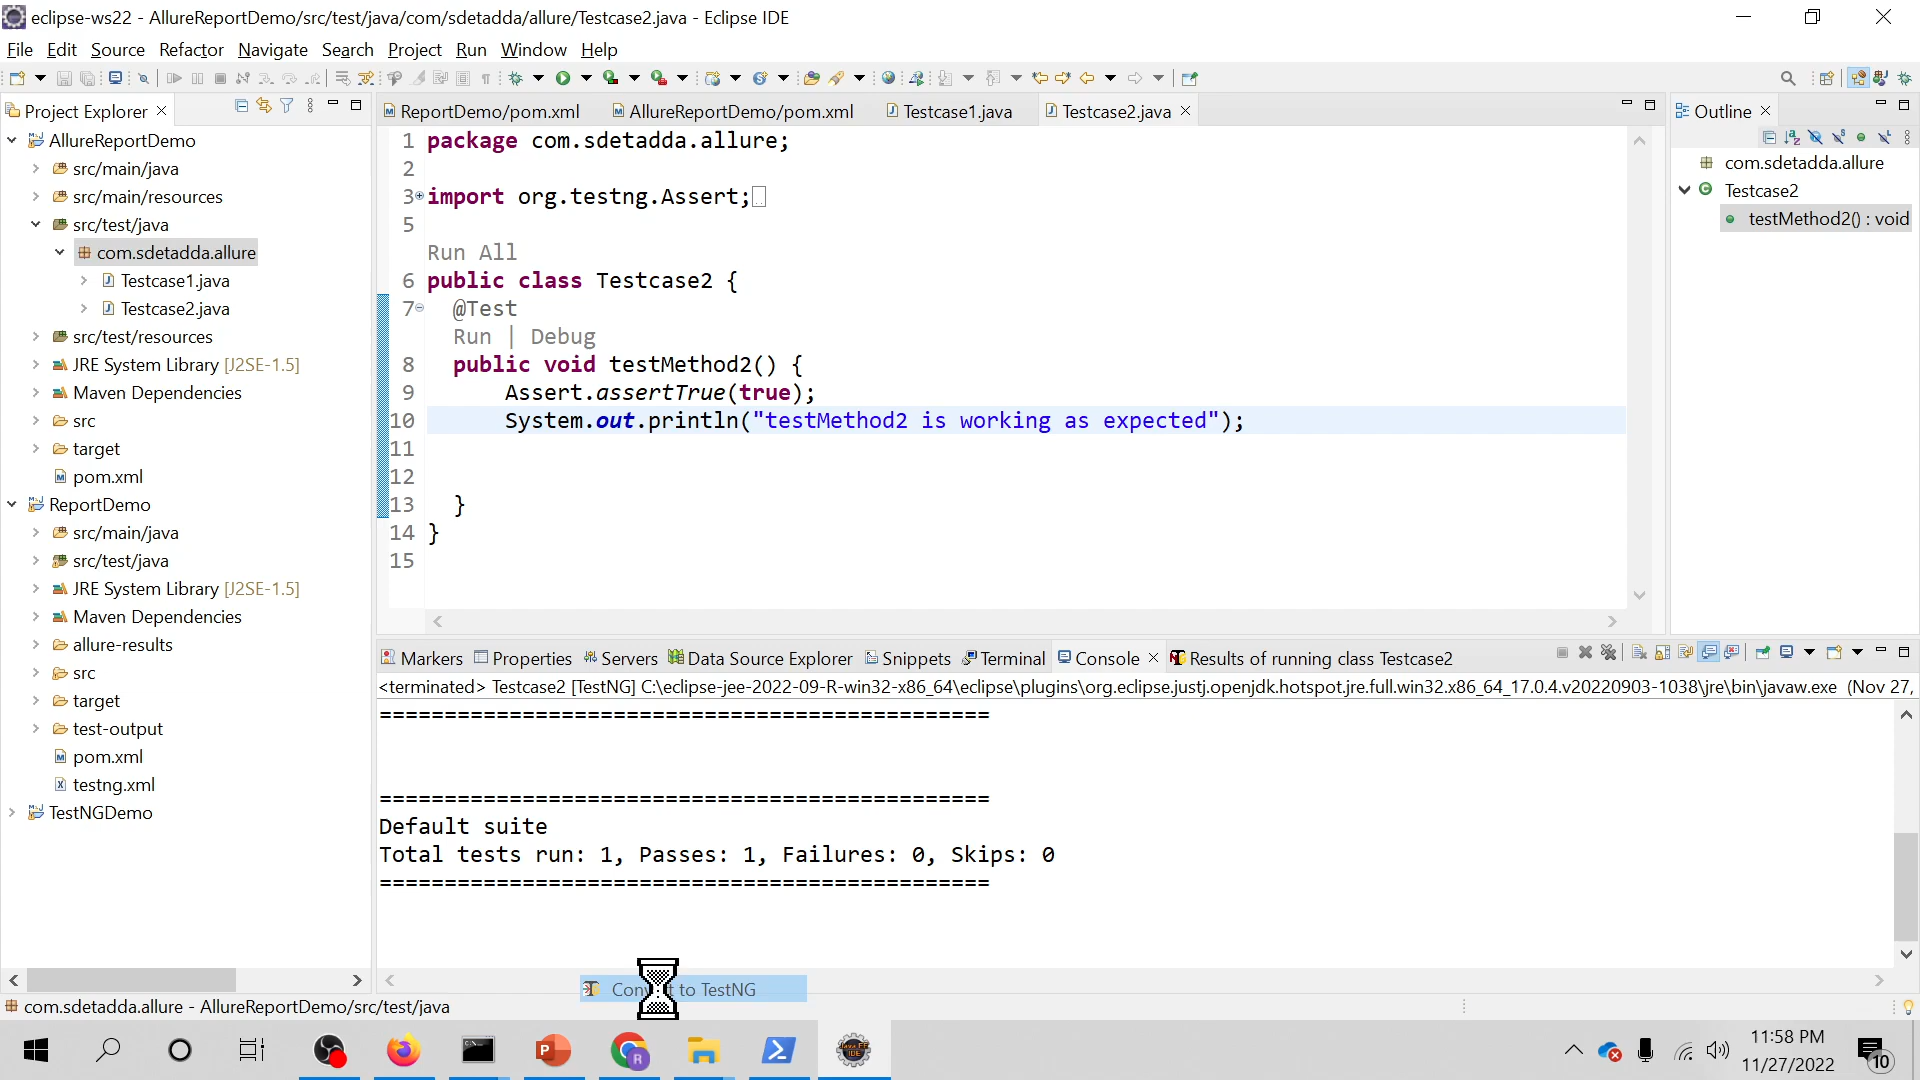 eclipse-ws22 - AllureReportDemo/src/test/java/com/sdetadda/allure/Testcase2.java - Eclipse IDE
File Edit Source Refactor Navigate Search Project Run Window Help
Project Explorer
AllureReportDemo
src/main/java
src/main/resources
src/test/java
com.sdetadda.allure
Testcase1.java
Testcase2.java
src/test/resources
JRE System Library [J2SE-1.5]
Maven Dependencies
src
target
pom.xml
ReportDemo
src/main/java
src/test/java
JRE System Library [J2SE-1.5]
Maven Dependencies
allure-results
src
target
test-output
pom.xml
testng.xml
TestNGDemo
ReportDemo/pom.xml AllureReportDemo/pom.xml Testcase1.java Testcase2.java
1 package com.sdetadda.allure;
2
3 import org.testng.Assert;
5
Run All
6 public class Testcase2 {
7 @Test
Run | Debug
8 public void testMethod2() {
9 Assert.assertTrue(true);
10 System.out.println("testMethod2 is working as expected");
11
12
13 }
14 }
15
Outline
com.sdetadda.allure
Testcase2
testMethod2() : void
Markers Properties Servers Data Source Explorer Snippets Terminal Console Results of running class Testcase2
<terminated> Testcase2 [TestNG] C:\eclipse-jee-2022-09-R-win32-x86_64\eclipse\plugins\org.eclipse.justj.openjdk.hotspot.jre.full.win32.x86_64_17.0.4.v20220903-1038\jre\bin\javaw.exe (Nov 27,
===============================================
===============================================
Default suite
Total tests run: 1, Passes: 1, Failures: 0, Skips: 0
===============================================
to TestNG
com.sdetadda.allure - AllureReportDemo/src/test/java
11:58 PM
11/27/2022
10